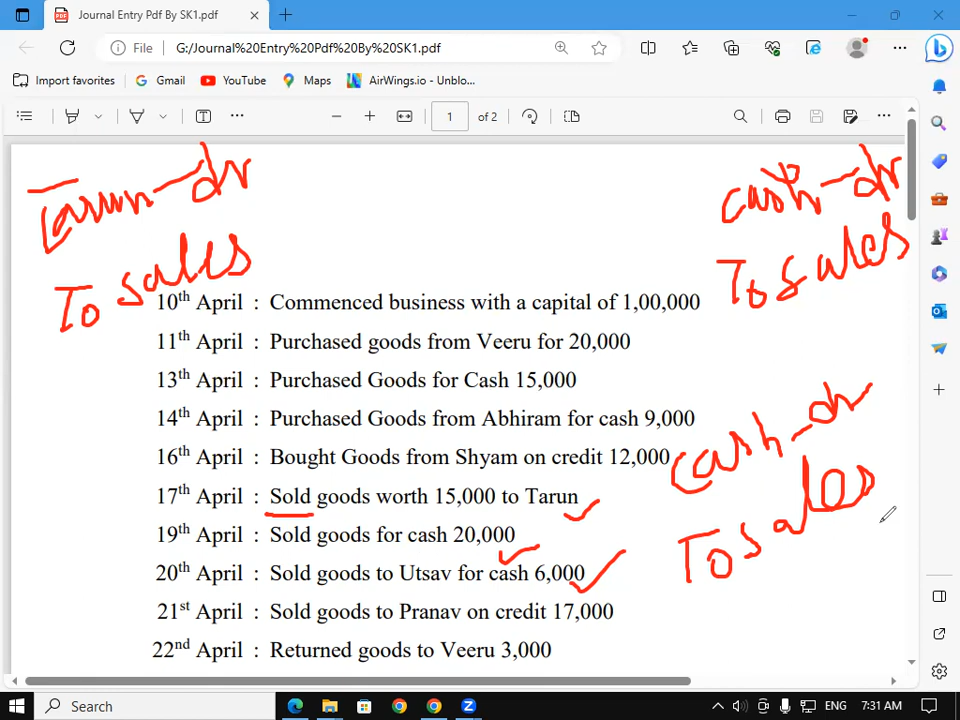 Journal Entry Pdf By SK1.pdf
File G:/Journal%20Entry%20Pdf%20By%20SK1.pdf
Import favorites Gmail YouTube Maps AirWings.io - Unblo...
1 of 2
Tarun-dr
To sales
cash-dr
To sales
10th April : Commenced business with a capital of 1,00,000
11th April : Purchased goods from Veeru for 20,000
13th April : Purchased Goods for Cash 15,000
14th April : Purchased Goods from Abhiram for cash 9,000
16th April : Bought Goods from Shyam on credit 12,000
17th April : Sold goods worth 15,000 to Tarun
19th April : Sold goods for cash 20,000
20th April : Sold goods to Utsav for cash 6,000
21st April : Sold goods to Pranav on credit 17,000
22nd April : Returned goods to Veeru 3,000
cash-dr
To sales
Search
ENG 7:31 AM